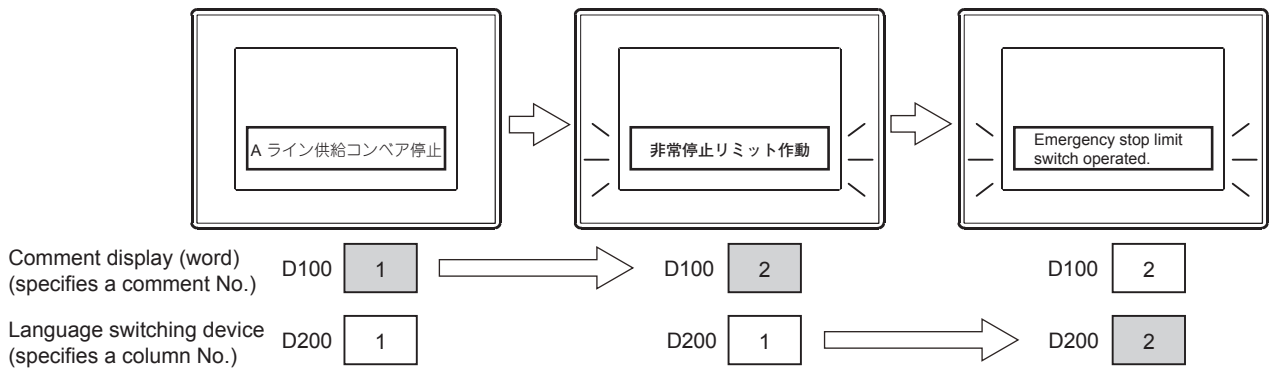 A ライン供給コンベア停止
非常停止リミット作動
Emergency stop limit
switch operated.
Comment display (word)
(specifies a comment No.)
D100 1
D100 2
D100 2
Language switching device
(specifies a column No.)
D200 1
D200 1
D200 2